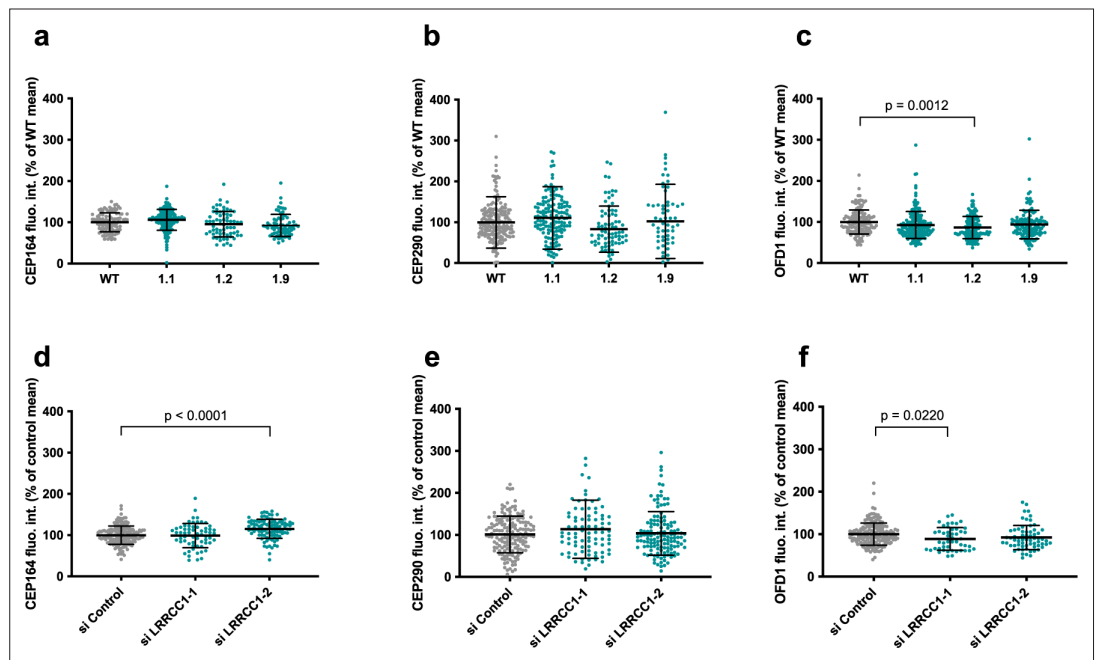 a
CEP164 fluo. int. (% of WT mean)
400
300
200
100
0
WT 1.1 1.2 1.9
b
CEP290 fluo. int. (% of WT mean)
400
300
200
100
0
WT 1.1 1.2 1.9
c
OFD1 fluo. int. (% of WT mean)
400
300
200
100
0
p = 0.0012
WT 1.1 1.2 1.9
d
CEP164 fluo. int. (% of control mean)
400
300
200
100
0
p < 0.0001
si Control si LRRCC1-1 si LRRCC1-2
e
CEP290 fluo. int. (% of control mean)
400
300
200
100
0
si Control si LRRCC1-1 si LRRCC1-2
f
OFD1 fluo. int. (% of control mean)
400
300
200
100
0
p = 0.0220
si Control si LRRCC1-1 si LRRCC1-2